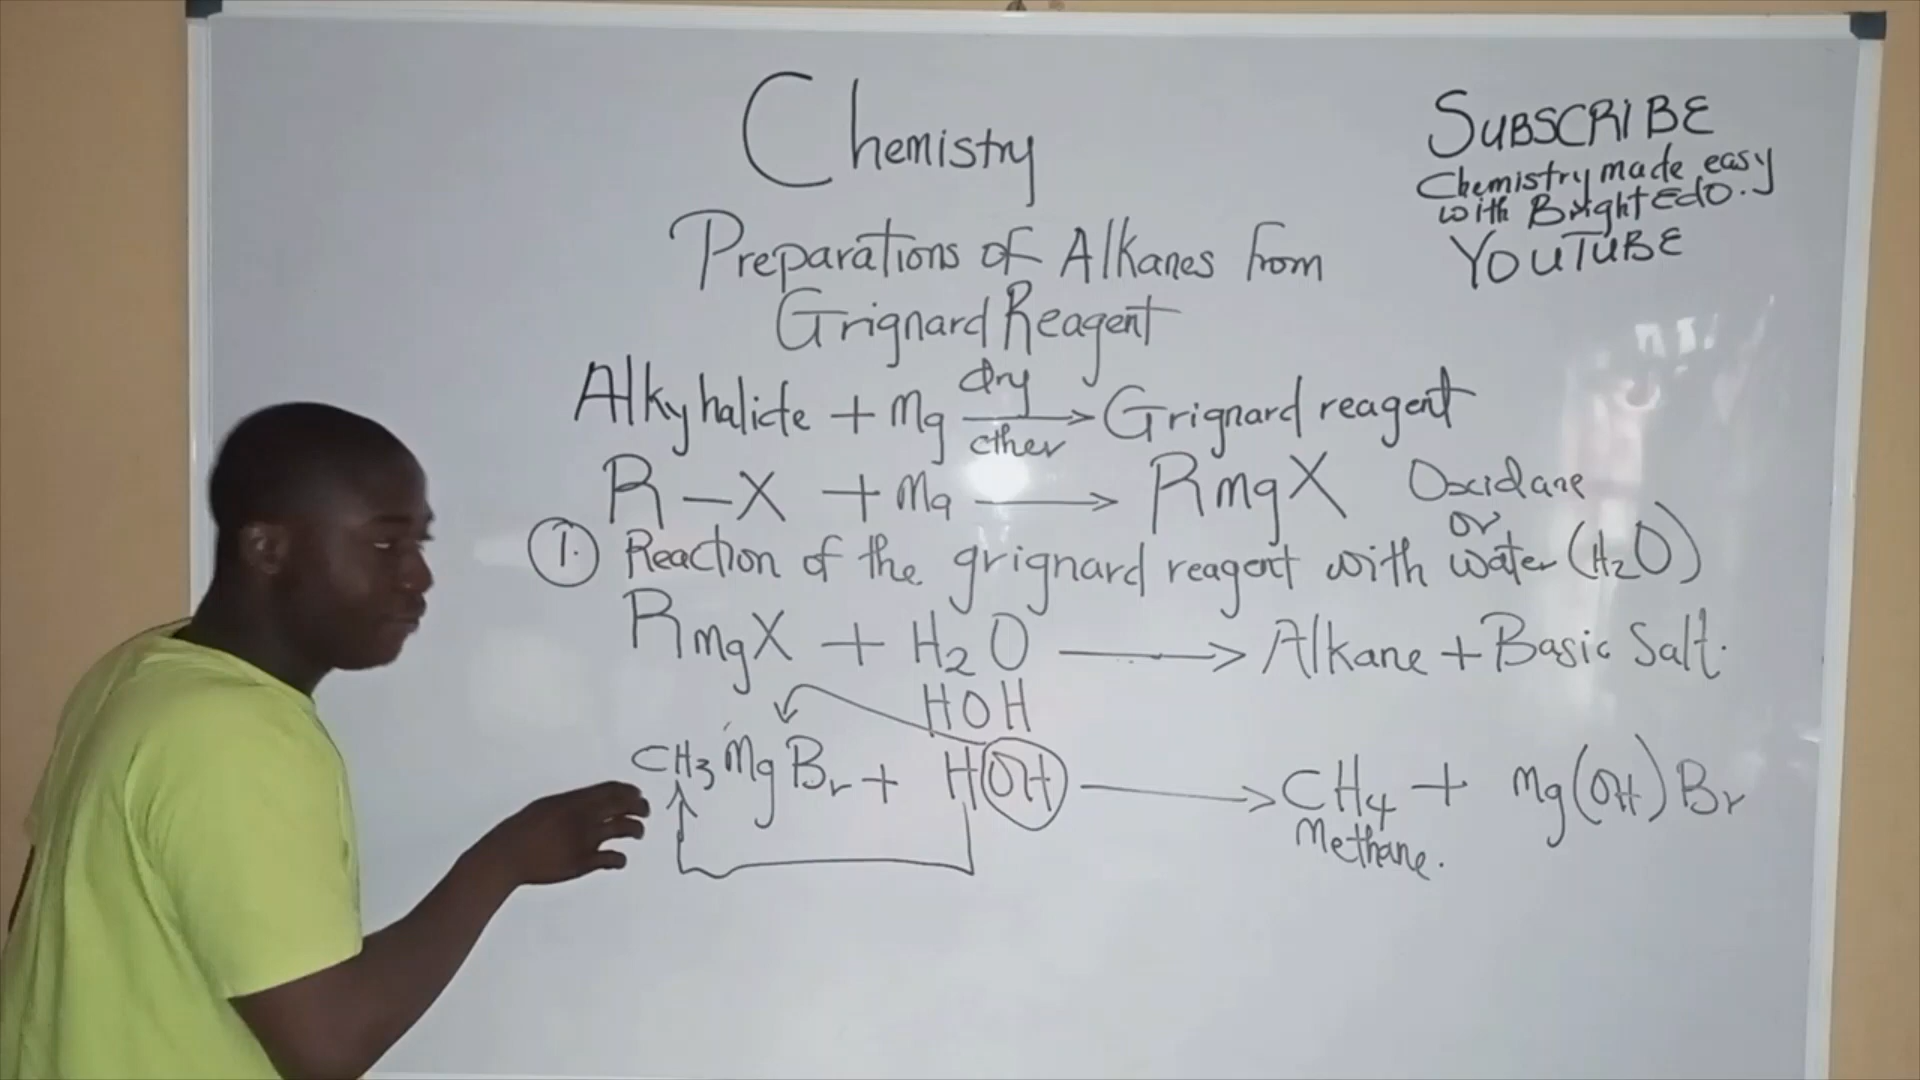 Chemistry
SUBSCRIBE
Chemistry made easy
with Bright Edo.
YOUTUBE
Preparations of Alkanes from
Grignard Reagent
Alkyhalide + Mg dry ether → Grignard reagent
R-X + Mg → RmgX
Oxidane
or
① Reaction of the grignard reagent with water (H2O)
RmgX + H2O → Alkane + Basic Salt.
HOH
CH3MgBr + HOH → CH4 + Mg(OH)Br
Methane.